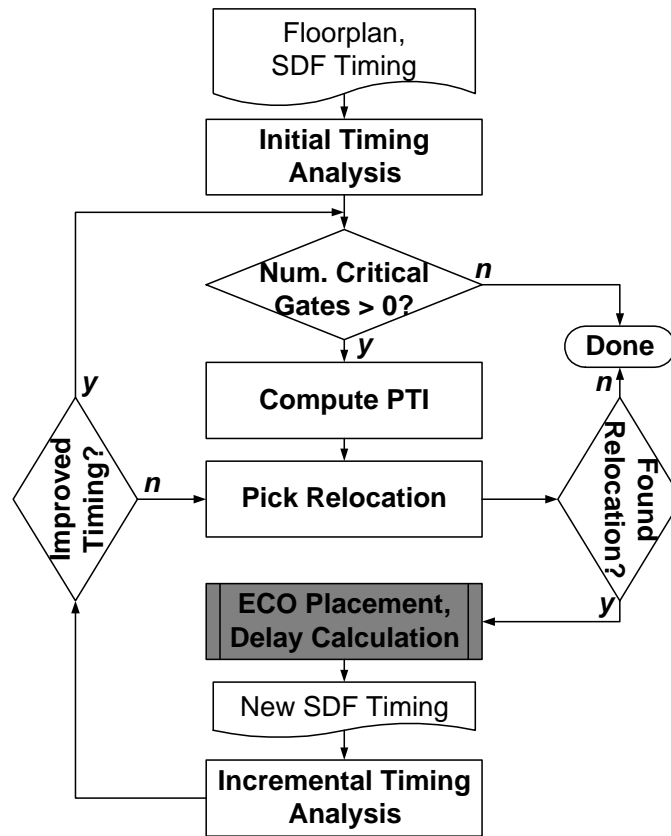 Floorplan,
SDF Timing
Initial Timing
Analysis
Num. Critical
Gates > 0?
n
y
Done
Compute PTI
y
n
Improved
Timing?
n
Pick Relocation
Found
Relocation?
y
ECO Placement,
Delay Calculation
New SDF Timing
Incremental Timing
Analysis